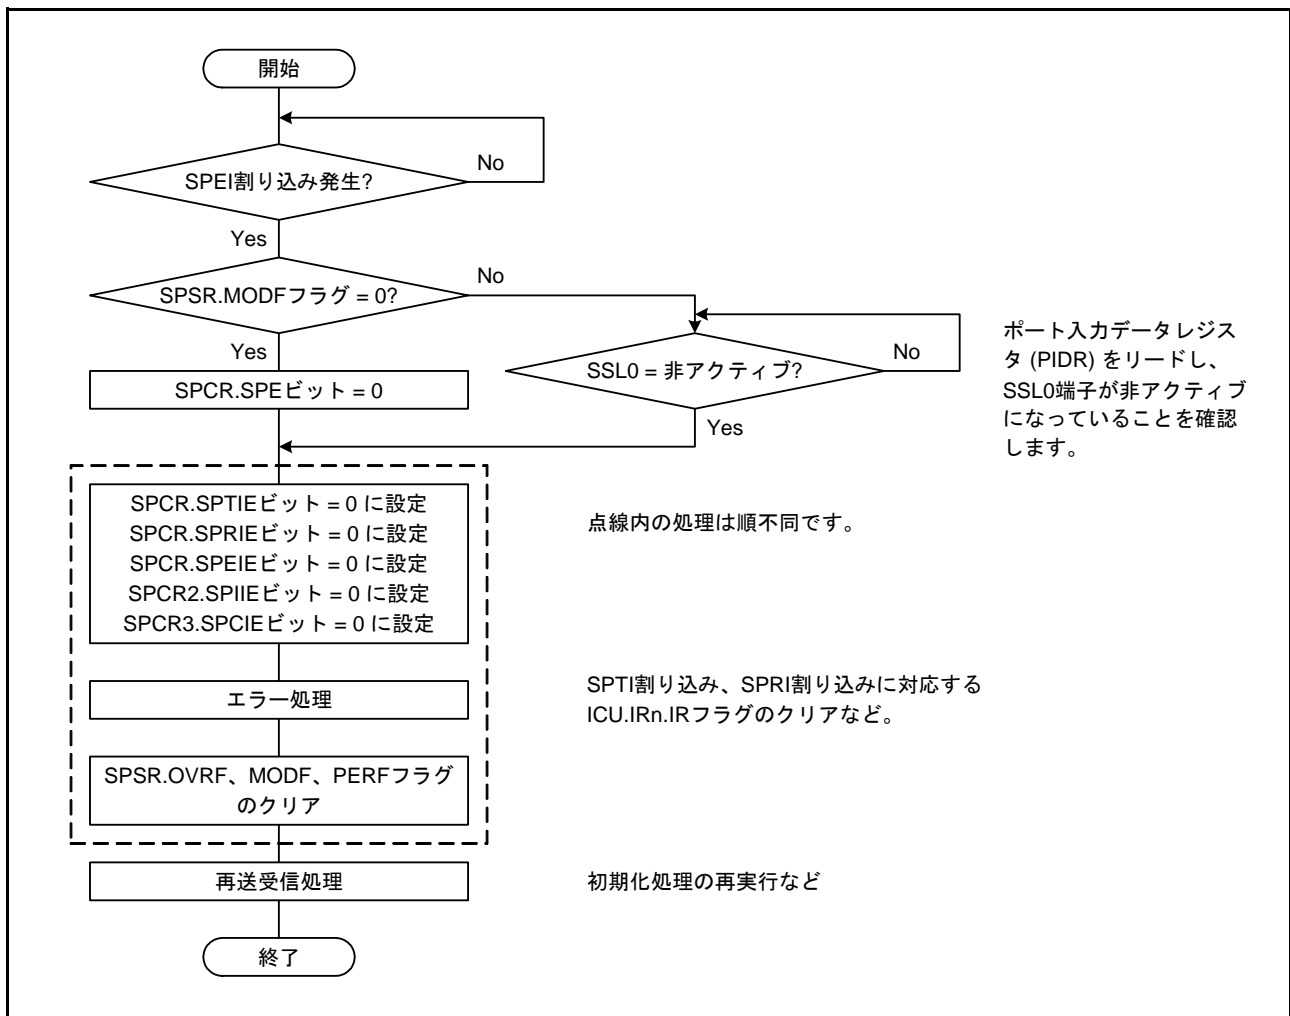 開始
SPEI割り込み発生?
No
Yes
SPSR.MODFフラグ = 0?
No
Yes
SPCR.SPEビット = 0
SSL0 = 非アクティブ?
No
Yes
ポート入力データレジス
タ (PIDR) をリードし、
SSL0端子が非アクティブ
になっていることを確認
します。
SPCR.SPTIEビット = 0 に設定
SPCR.SPRIEビット = 0 に設定
SPCR.SPEIEビット = 0 に設定
SPCR2.SPIIEビット = 0 に設定
SPCR3.SPCIEビット = 0 に設定
点線内の処理は順不同です。
エラー処理
SPTI割り込み、SPRI割り込みに対応する
ICU.IRn.IRフラグのクリアなど。
SPSR.OVRF、MODF、PERFフラグ
のクリア
再送受信処理
初期化処理の再実行など
終了